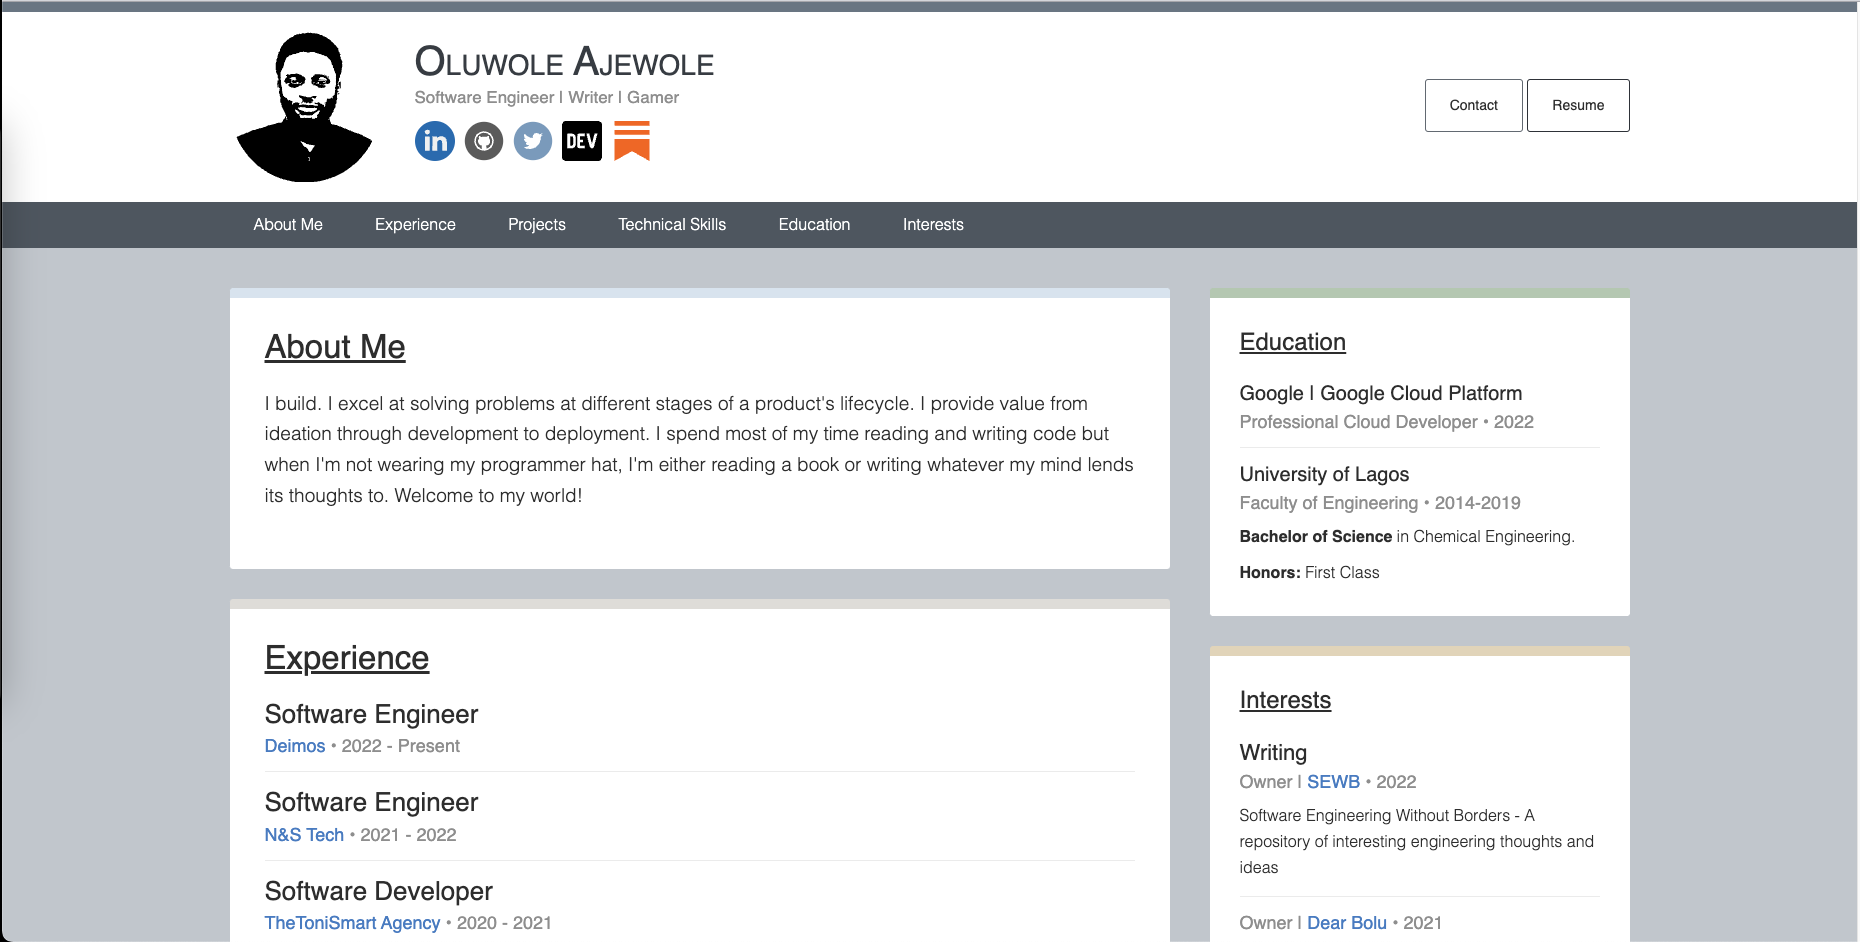 Oluwole Ajewole
Software Engineer | Writer | Gamer
in
DEV
Contact
Resume
About Me
Experience
Projects
Technical Skills
Education
Interests
About Me
I build. I excel at solving problems at different stages of a product's lifecycle. I provide value from
ideation through development to deployment. I spend most of my time reading and writing code but
when I'm not wearing my programmer hat, I'm either reading a book or writing whatever my mind lends
its thoughts to. Welcome to my world!
Experience
Software Engineer
Deimos • 2022 - Present
Software Engineer
N&S Tech • 2021 - 2022
Software Developer
TheToniSmart Agency • 2020 - 2021
Education
Google | Google Cloud Platform
Professional Cloud Developer • 2022
University of Lagos
Faculty of Engineering • 2014-2019
Bachelor of Science in Chemical Engineering.
Honors: First Class
Interests
Writing
Owner | SEWB • 2022
Software Engineering Without Borders - A
repository of interesting engineering thoughts and
ideas
Owner | Dear Bolu • 2021